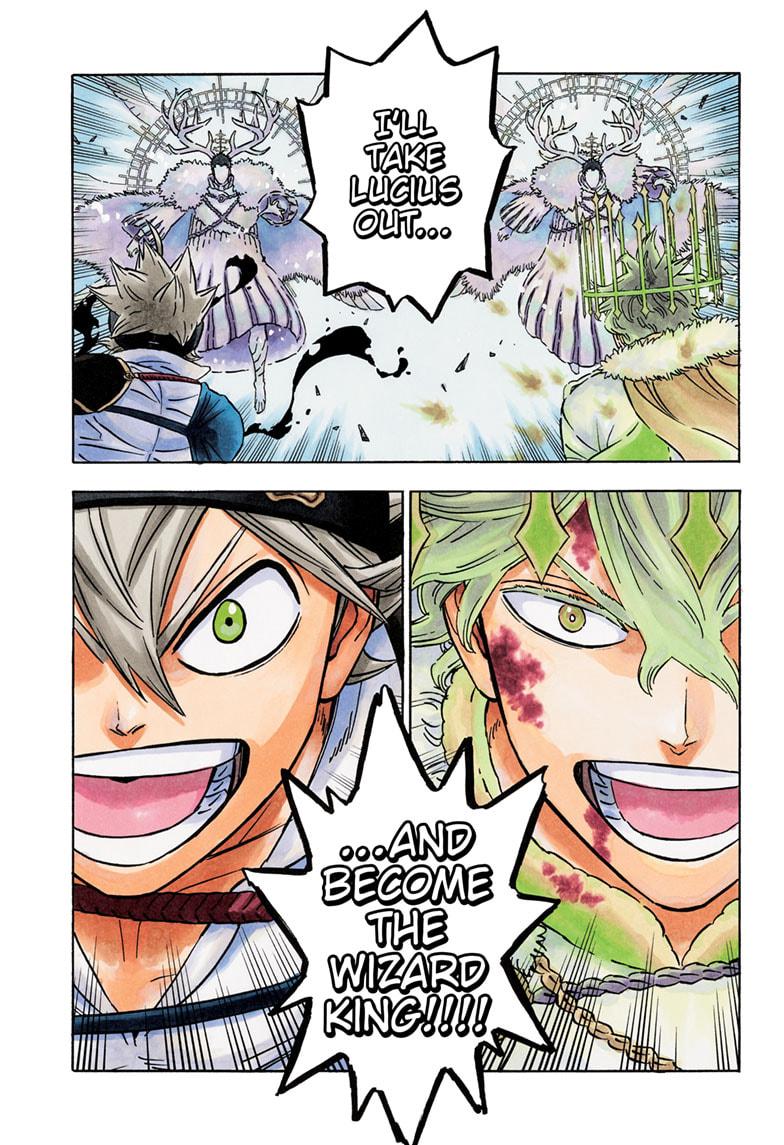 I'LL
TAKE
LUCIUS
OUT...
...AND
BECOME
THE
WIZARD
KING!!!!